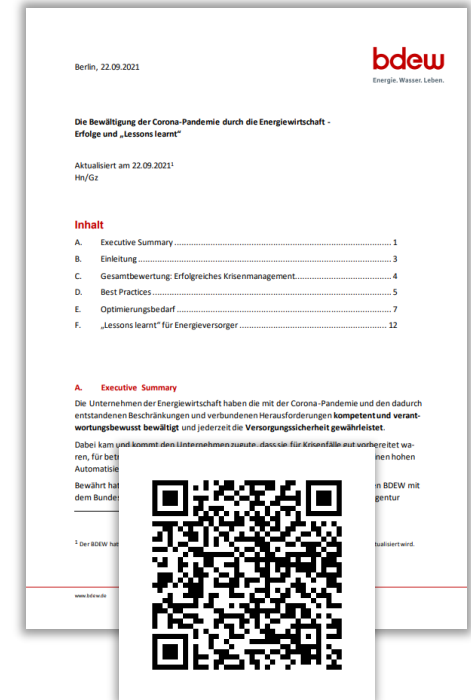 bdew
Energie. Wasser. Leben.
Berlin, 22.09.2021
Die Bewältigung der Corona-Pandemie durch die Energiewirtschaft -
Erfolge und „Lessons learnt“
Aktualisiert am 22.09.2021¹
Hn/Gz
Inhalt
A. Executive Summary 1
B. Einleitung 3
C. Gesamtbewertung: Erfolgreiches Krisenmanagement 4
D. Best Practices 5
E. Optimierungsbedarf 7
F. „Lessons learnt“ für Energieversorger 12
A. Executive Summary
Die Unternehmen der Energiewirtschaft haben die mit der Corona-Pandemie und den dadurch
entstandenen Beschränkungen und verbundenen Herausforderungen kompetent und verant-
wortungsbewusst bewältigt und jederzeit die Versorgungssicherheit gewährleistet.
Dabei kam und kommt den Unternehmen zugute, dass sie für Krisenfälle gut vorbereitet wa-
ren, für betr nen hohen
Automatisie
Bewährt hat n BDEW mit
dem Bundes gentur
¹ Der BDEW hat tualisiert wird.
www.bdew.de